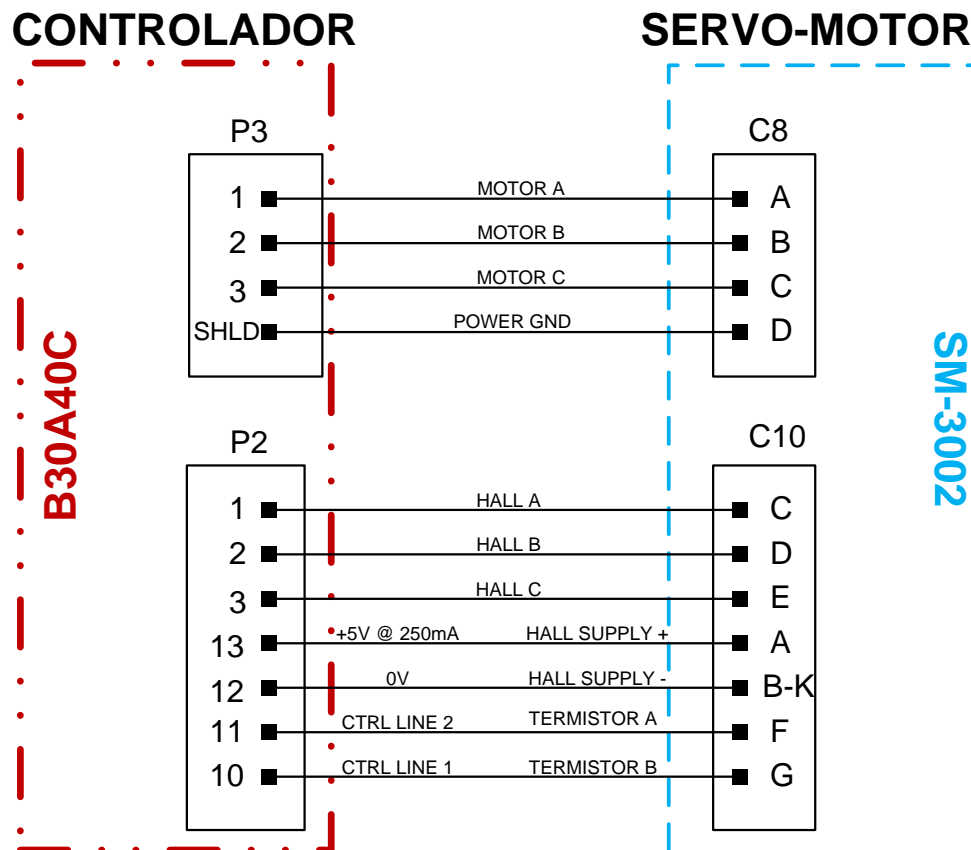 CONTROLADOR
SERVO-MOTOR
P3
C8
1 MOTOR A A
2 MOTOR B B
3 MOTOR C C
SHLD POWER GND D
B30A40C
SM-3002
P2
C10
1 HALL A C
2 HALL B D
3 HALL C E
13 +5V @ 250mA HALL SUPPLY + A
12 0V HALL SUPPLY - B-K
11 CTRL LINE 2 TERMISTOR A F
10 CTRL LINE 1 TERMISTOR B G